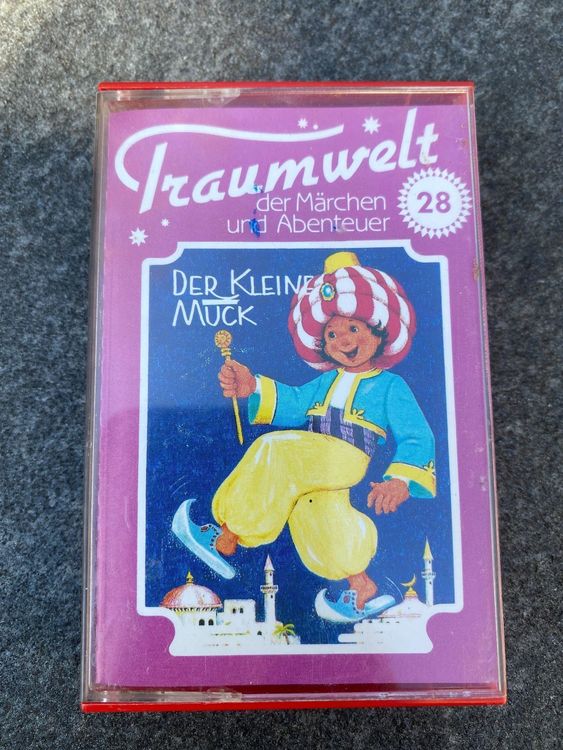 Traumwelt
der Märchen
und Abenteuer
28
DER KLEINE
MUCK